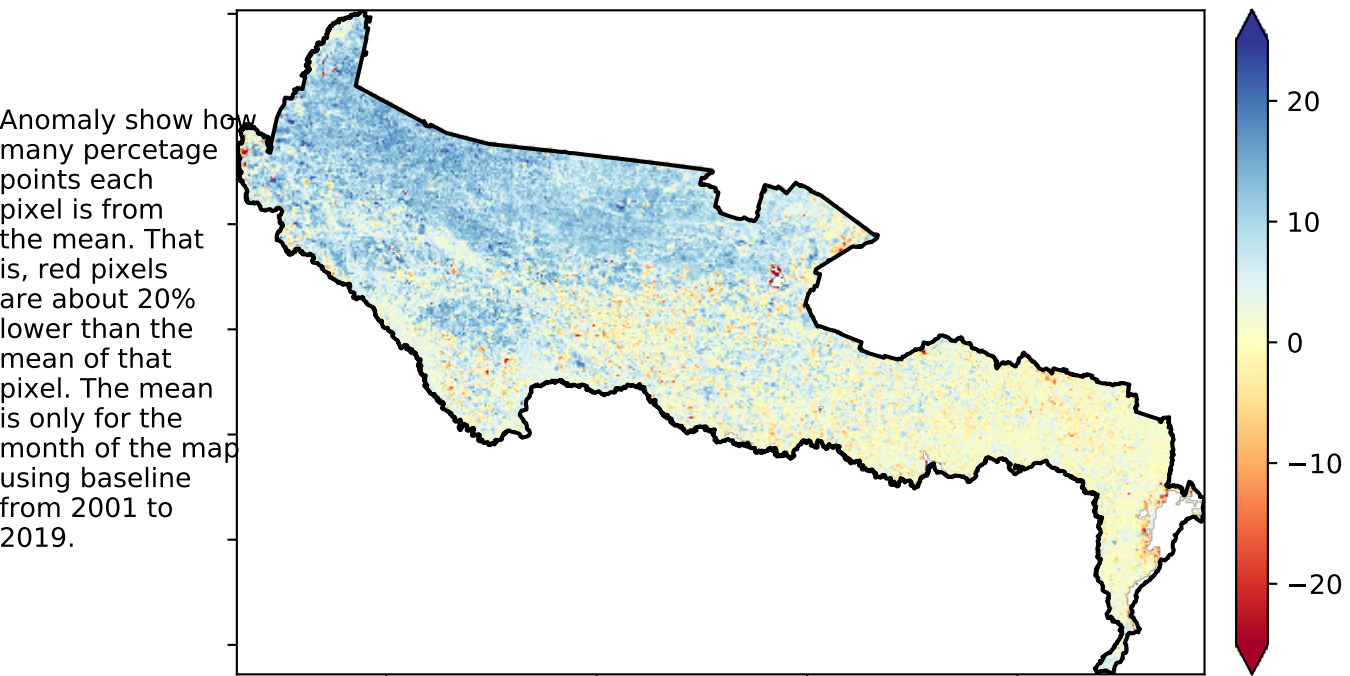 Anomaly show how
many percetage
points each
pixel is from
the mean. That
is, red pixels
are about 20%
lower than the
mean of that
pixel. The mean
is only for the
month of the map
using baseline
from 2001 to
2019.
20
10
0
−10
−20